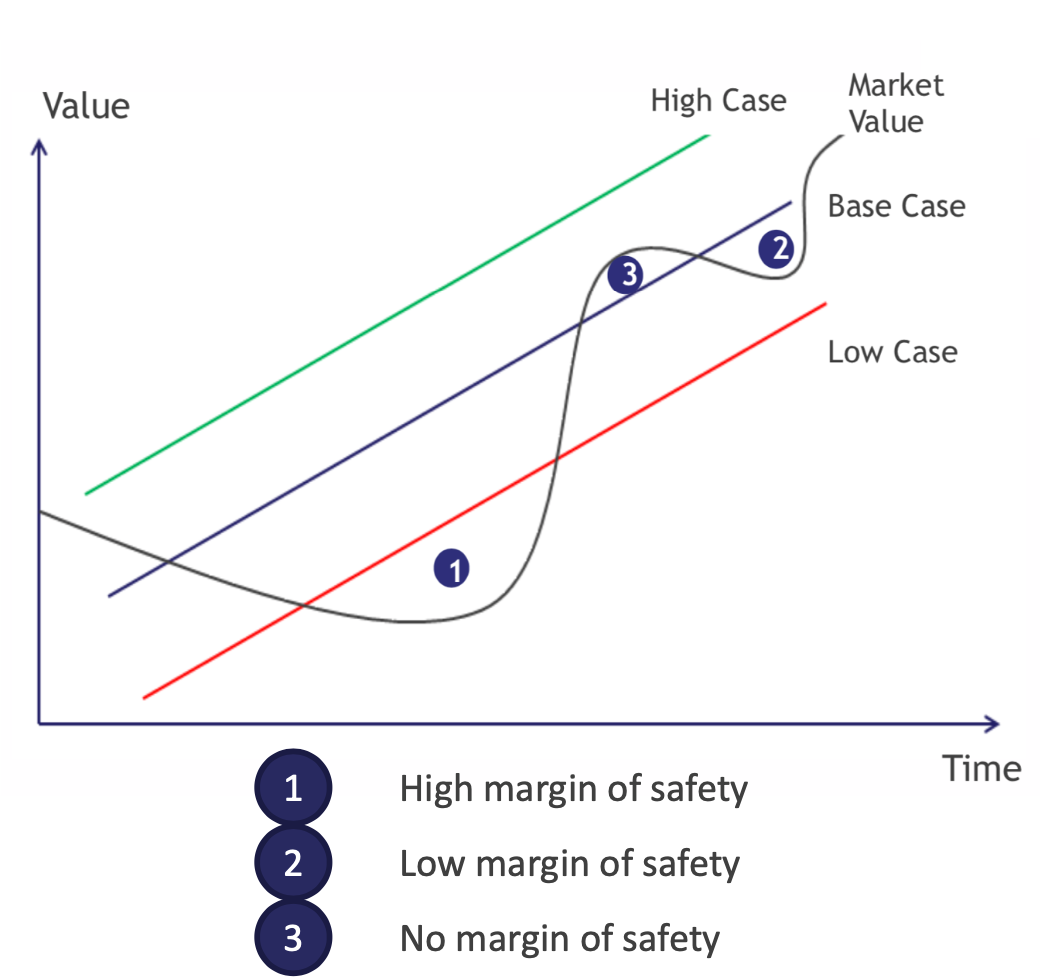 Value
High Case
Market
Value
Base Case
Low Case
3
2
1
Time
1 High margin of safety
2 Low margin of safety
3 No margin of safety